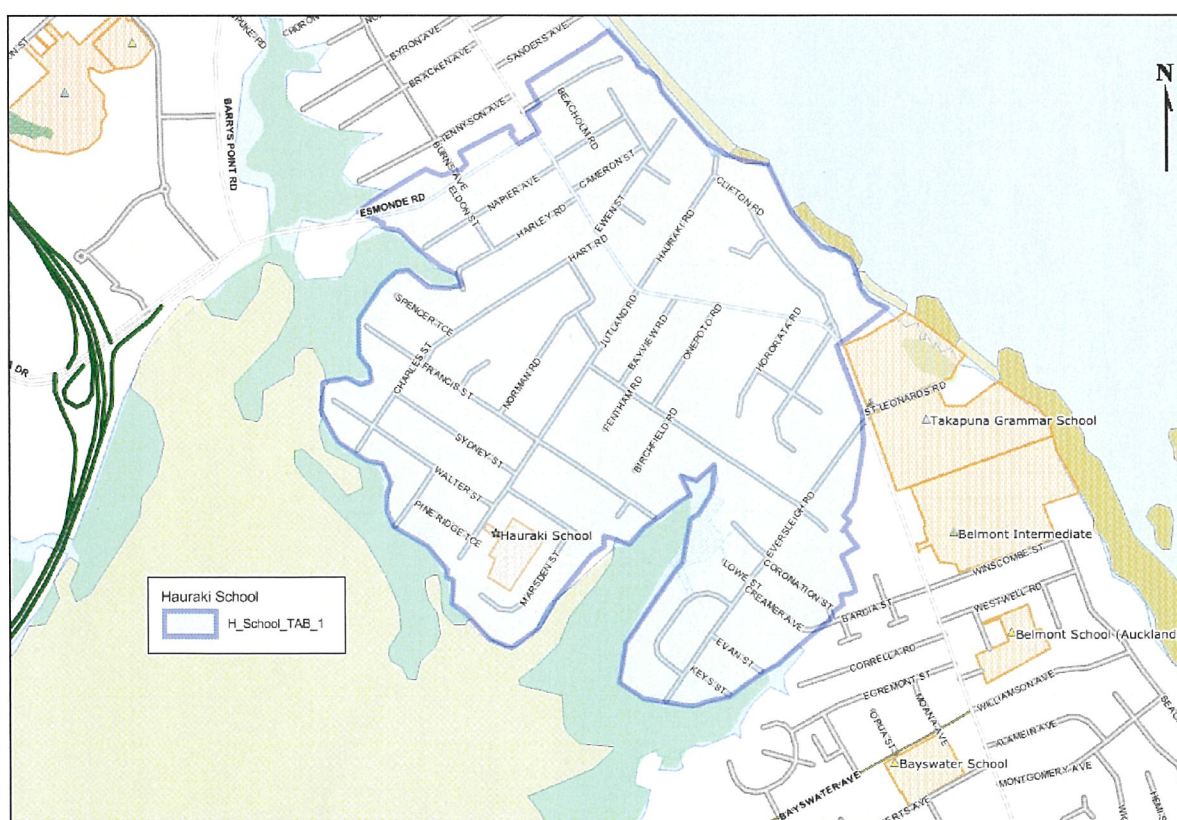 N
CHURCH
BYRON AVE
BRACKEN AVE
SANDERS AVE
BARRYS POINT RD
BURNS AVE
BEACHOLM RD
ESMONDE RD
ELDON ST
NAPIER AVE
CAMERON ST
CLIFTON RD
HARLEY RD
EWEN ST
HART RD
HAURAKI RD
SPENCER TCE
JUTLAND RD
BAYVIEW RD
ONEPOTO RD
HORORATA RD
DR
CHARLES ST
FRANCIS ST
NORMAN RD
ST LEONARDS RD
FENTHAM RD
Takapuna Grammar School
SYDNEY ST
BIRCHFIELD RD
WALTER ST
PINE RIDGE TCE
EVERSLEIGH RD
Hauraki School
Belmont Intermediate
WINSCOMBE ST
MARSDEN ST
LOWE ST
CORONATION ST
CREAMER AVE
WESTWELL RD
Hauraki School
BARDIA ST
H_School_TAB_1
Belmont School (Auckland
EVAN ST
CORRELLA RD
KEYS ST
EGREMONT ST
WILLIAMSON AVE
MOANA AVE
OPUA ST
ALAMEIN AVE
Bayswater School
MONTGOMERY AVE
BAYSWATER AVE
ERTS AVE